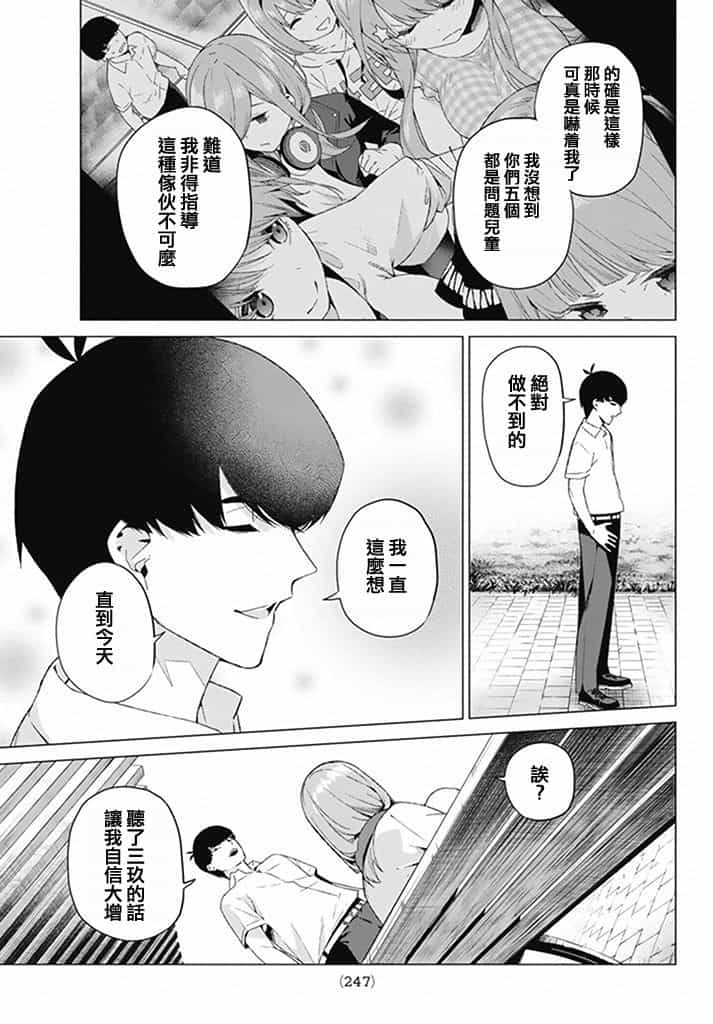 的確是這樣
那時候
可真是嚇着我了
我沒想到
你們五個
都是問題兒童
難道
我非得指導
這種傢伙不可麼
絕對
做不到的
我一直
這麼想
直到今天
誒？
聽了三玖的話
讓我自信大增
(247)